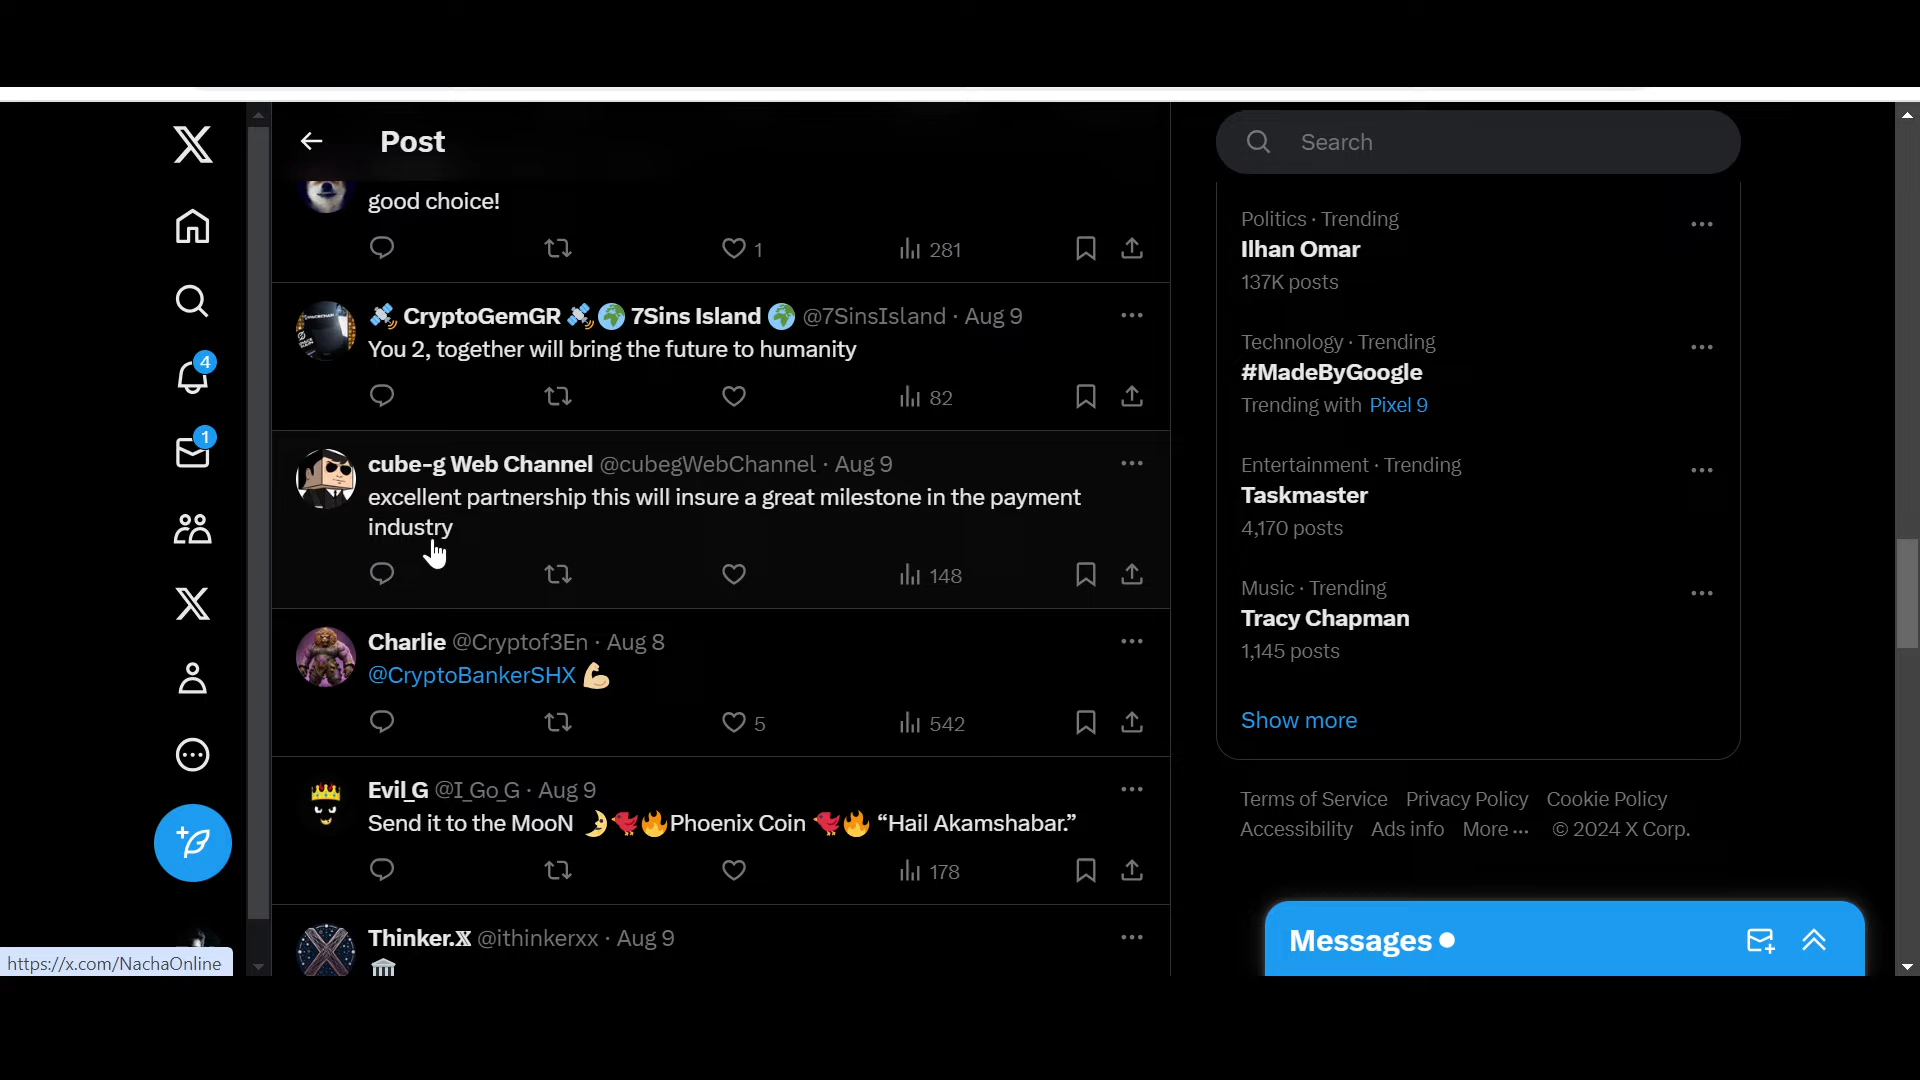 Post
good choice!
1
281
🛰️ CryptoGemGR 🛰️🌍 7Sins Island 🌍 @7SinsIsland · Aug 9
You 2, together will bring the future to humanity
82
cube-g Web Channel @cubegWebChannel · Aug 9
excellent partnership this will insure a great milestone in the payment
industry
148
Charlie @Cryptof3En · Aug 8
@CryptoBankerSHX 💪🏼
5
542
Evil_G @I_Go_G · Aug 9
Send it to the MooN 🌛🐦‍🔥Phoenix Coin 🐦‍🔥 “Hail Akamshabar.”
178
Thinker.𝕏 @ithinkerxx · Aug 9
🏛️
4
1
https://x.com/NachaOnline
Search
Politics · Trending
Ilhan Omar
137K posts
Technology · Trending
#MadeByGoogle
Trending with Pixel 9
Entertainment · Trending
Taskmaster
4,170 posts
Music · Trending
Tracy Chapman
1,145 posts
Show more
Terms of Service Privacy Policy Cookie Policy
Accessibility Ads info More ··· © 2024 X Corp.
Messages